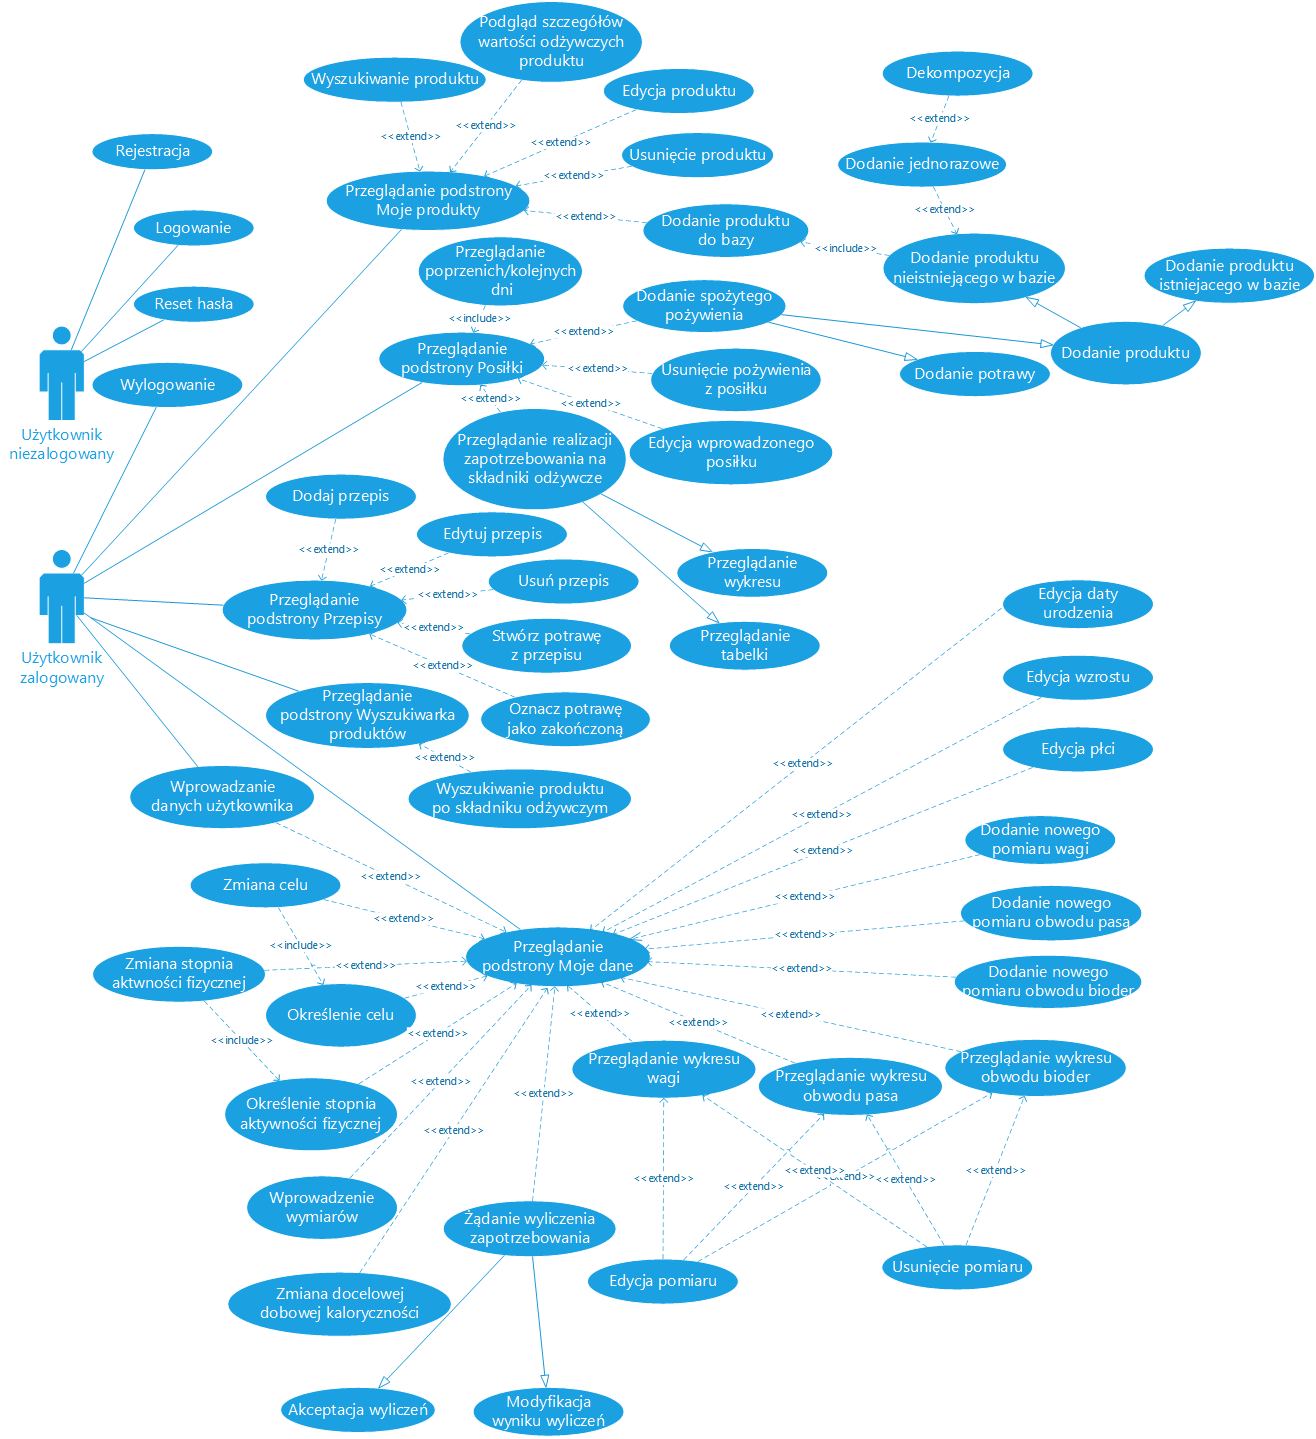 Podgląd szczegółów
wartości odżywczych
produktu
Wyszukiwanie produktu
Edycja produktu
Dekompozycja
<<extend>>
<<extend>>
<<extend>>
<<extend>>
Rejestracja
Usunięcie produktu
Dodanie jednorazowe
<<extend>>
Przeglądanie podstrony
Moje produkty
<<extend>>
<<extend>>
Logowanie
Dodanie produktu
do bazy
<<include>>
Dodanie produktu
nieistniejącego w bazie
Dodanie produktu
istniejacego w bazie
Przeglądanie
poprzenich/kolejnych
dni
Reset hasła
Dodanie spożytego
pożywienia
<<include>>
<<extend>>
Przeglądanie
podstrony Posiłki
Dodanie produktu
<<extend>>
Usunięcie pożywienia
z posiłku
Dodanie potrawy
Wylogowanie
<<extend>>
<<extend>>
Użytkownik
niezalogowany
Przeglądanie realizacji
zapotrzebowania na
składniki odżywcze
Edycja wprowadzonego
posiłku
Dodaj przepis
Edytuj przepis
<<extend>>
<<extend>>
Usuń przepis
Przeglądanie
wykresu
<<extend>>
Przeglądanie
podstrony Przepisy
Edycja daty
urodzenia
<<extend>>
Stwórz potrawę
z przepisu
Przeglądanie
tabelki
Użytkownik
zalogowany
<<extend>>
Edycja wzrostu
Przeglądanie
podstrony Wyszukiwarka
produktów
Oznacz potrawę
jako zakończoną
Edycja płci
<<extend>>
<<extend>>
Wprowadzanie
danych użytkownika
Wyszukiwanie produktu
po składniku odżywczym
<<extend>>
Dodanie nowego
pomiaru wagi
<<extend>>
<<extend>>
Zmiana celu
<<extend>>
<<extend>>
Dodanie nowego
pomiaru obwodu pasa
<<extend>>
<<include>>
Przeglądanie
podstrony Moje dane
Zmiana stopnia
aktwności fizycznej
<<extend>>
<<extend>>
Dodanie nowego
pomiaru obwodu bioder
<<extend>>
Określenie celu
<<extend>>
<<extend>>
<<extend>>
<<extend>>
<<include>>
Przeglądanie wykresu
wagi
Przeglądanie wykresu
obwodu pasa
Przeglądanie wykresu
obwodu bioder
<<extend>>
<<extend>>
Określenie stopnia
aktywności fizycznej
<<extend>>
<<extend>>
<<extend>>
<<extend>>
<<extend>>
<<extend>>
<<extend>>
Wprowadzenie
wymiarów
Żądanie wyliczenia
zapotrzebowania
Usunięcie pomiaru
Edycja pomiaru
Zmiana docelowej
dobowej kaloryczności
Akceptacja wyliczeń
Modyfikacja
wyniku wyliczeń